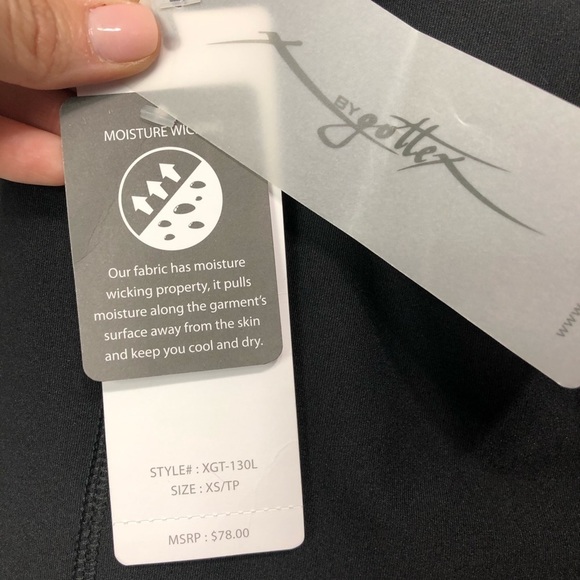 X BY gottex
MOISTURE
Our fabric has moisture
wicking property, it pulls
moisture along the garment's
surface away from the skin
and keep you cool and dry.
STYLE# : XGT-130L
SIZE : XS/TP
MSRP : $78.00
www.